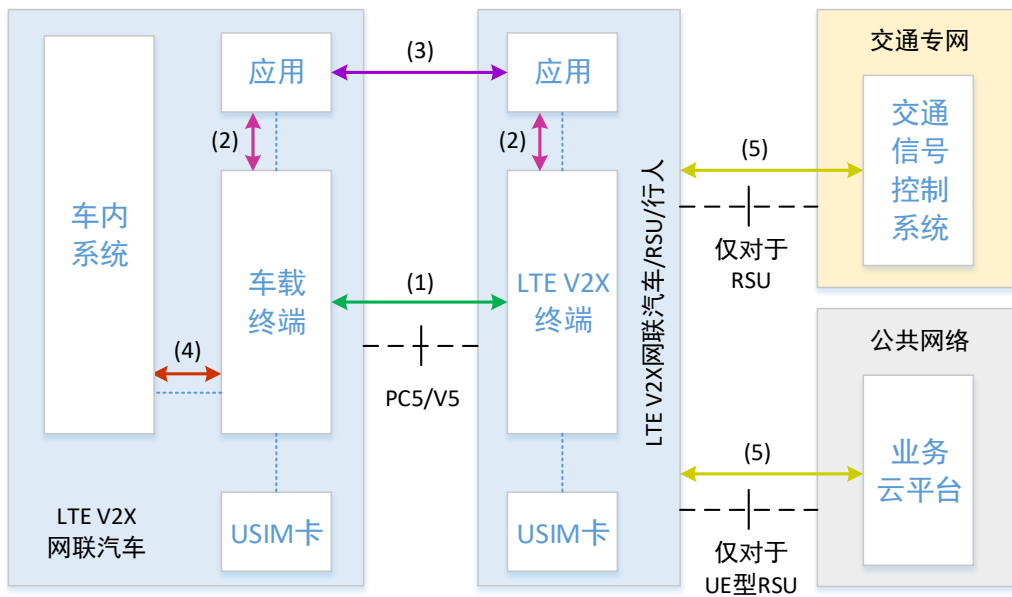 应用
(2)
车内
系统
车载
终端
(4)
USIM卡
LTE V2X
网联汽车
(3)
(1)
PC5/V5
应用
(2)
LTE V2X
终端
USIM卡
LTE V2X网联汽车/RSU/行人
(5)
仅对于
RSU
(5)
仅对于
UE型RSU
交通专网
交通
信号
控制
系统
公共网络
业务
云平台